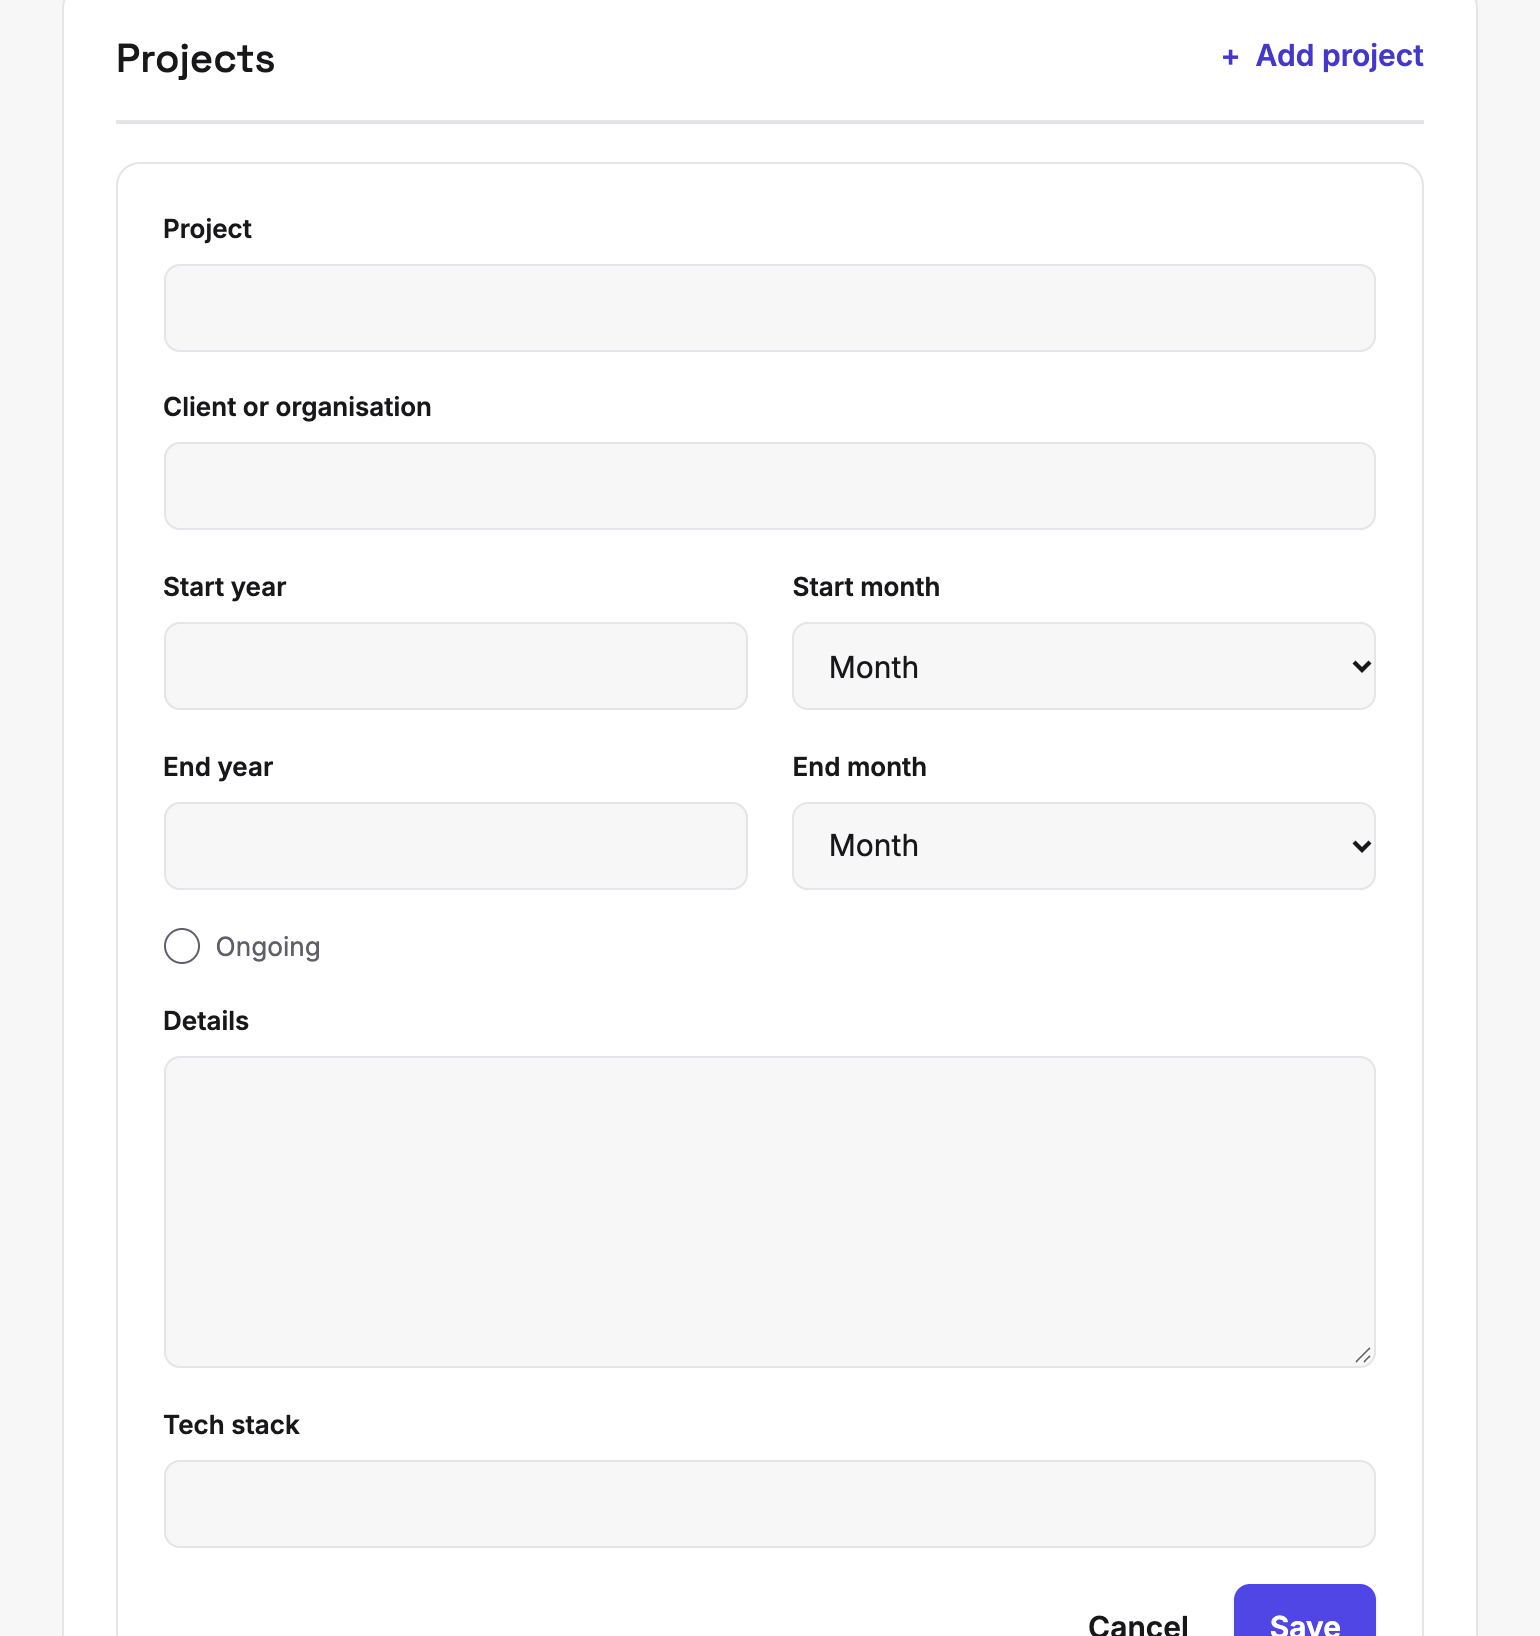 Projects
+ Add project
Project
Client or organisation
Start year
Start month
Month
End year
End month
Month
Ongoing
Details
Tech stack
Cancel
Save